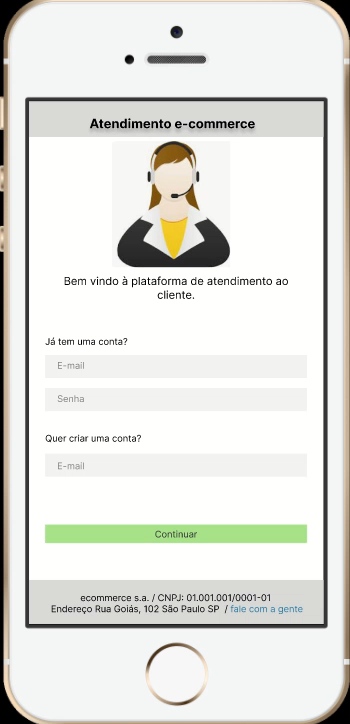 Atendimento e-commerce
Bem vindo à plataforma de atendimento ao
cliente.
Já tem uma conta?
E-mail
Senha
Quer criar uma conta?
E-mail
Continuar
ecommerce s.a. / CNPJ: 01.001.001/0001-01
Endereço Rua Goiás, 102 São Paulo SP / fale com a gente